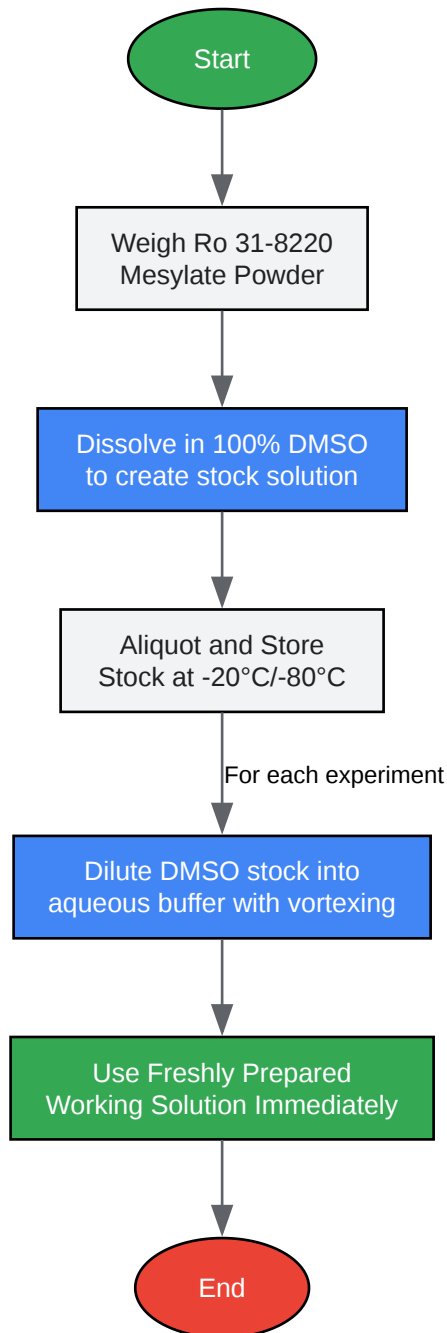 Start
Weigh Ro 31-8220
Mesylate Powder
Dissolve in 100% DMSO
to create stock solution
Aliquot and Store
Stock at -20°C/-80°C
For each experiment
Dilute DMSO stock into
aqueous buffer with vortexing
Use Freshly Prepared
Working Solution Immediately
End